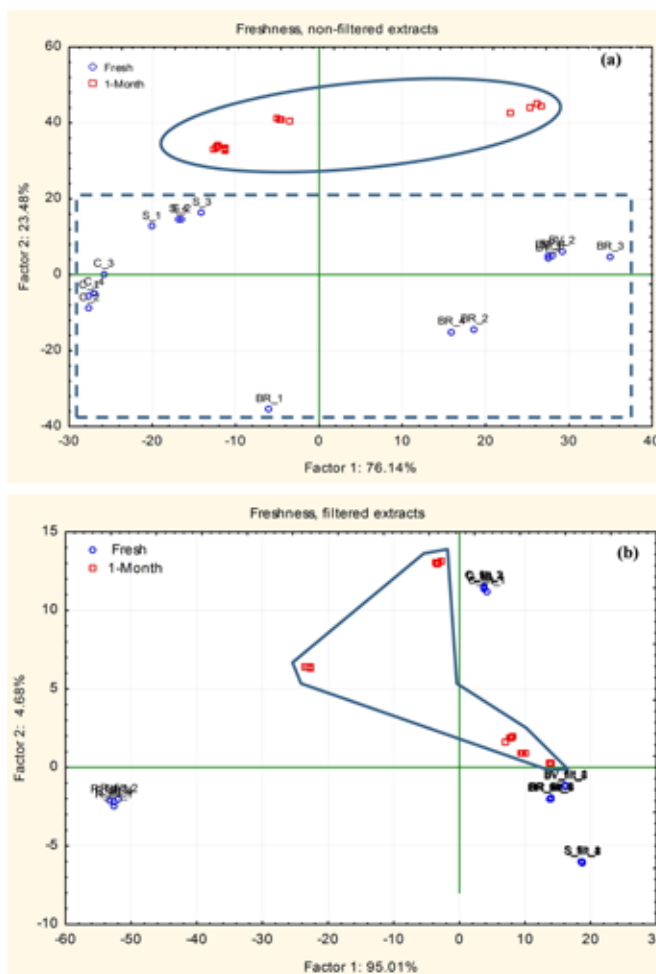 Freshness, non-filtered extracts
(a)
Fresh
1-Month
60
40
20
0
-20
-40
Factor 2: 23.48%
S_1
S_3
C_3
BV_2
BR_3
BR_4
BR_2
BR_1
-30
-20
-10
0
10
20
30
40
Factor 1: 76.14%
Freshness, filtered extracts
(b)
Fresh
1-Month
15
10
5
0
-5
-10
Factor 2: 4.68%
-60
-50
-40
-30
-20
-10
0
10
20
30
Factor 1: 95.01%